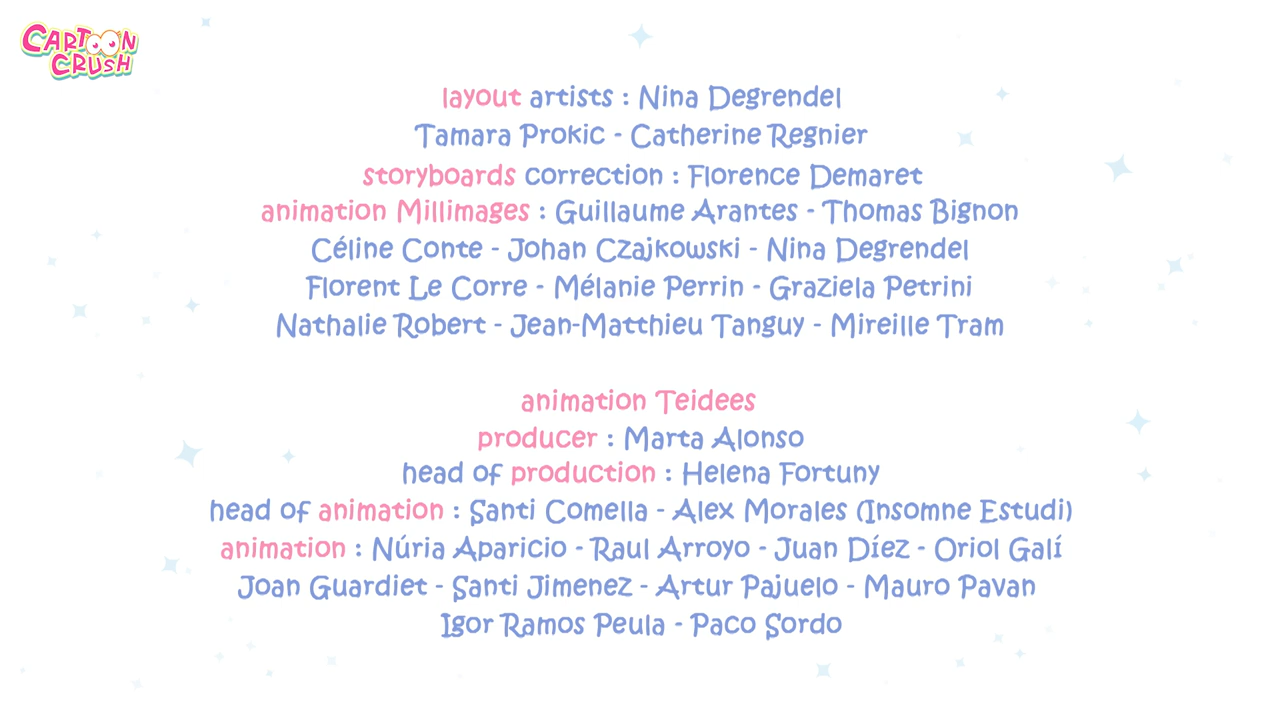 CARTOON
CRUSH
layout artists : Nina Degrendel
Tamara Prokic - Catherine Regnier
storyboards correction : Florence Demaret
animation Millimages : Guillaume Arantes - Thomas Bignon
Céline Conte - Johan Czajkowski - Nina Degrendel
Florent Le Corre - Mélanie Perrin - Graziela Petrini
Nathalie Robert - Jean-Matthieu Tanguy - Mireille Tram
animation Teidees
producer : Marta Alonso
head of production : Helena Fortuny
head of animation : Santi Comella - Alex Morales (Insomne Estudi)
animation : Núria Aparicio - Raul Arroyo - Juan Díez - Oriol Galí
Joan Guardiet - Santi Jimenez - Artur Pajuelo - Mauro Pavan
Igor Ramos Peula - Paco Sordo